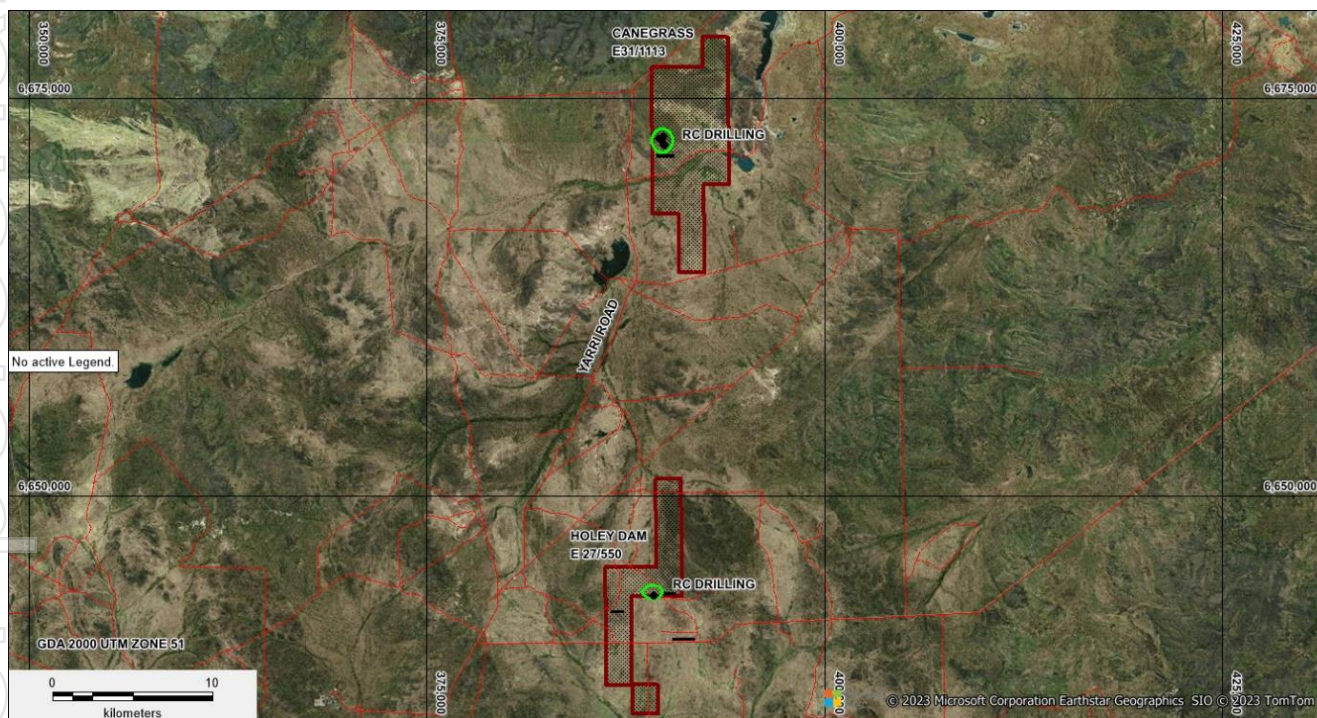 350,000
375,000
400,000
425,000
CANEGRASS
E31/1113
6,675,000
6,675,000
RC DRILLING
YARRI ROAD
No active Legend.
6,650,000
6,650,000
HOLEY DAM
E 27/550
RC DRILLING
GDA 2000 UTM ZONE 51
375,000
425,000
0 10
kilometers
© 2023 Microsoft Corporation Earthstar Geographics SIO © 2023 TomTom